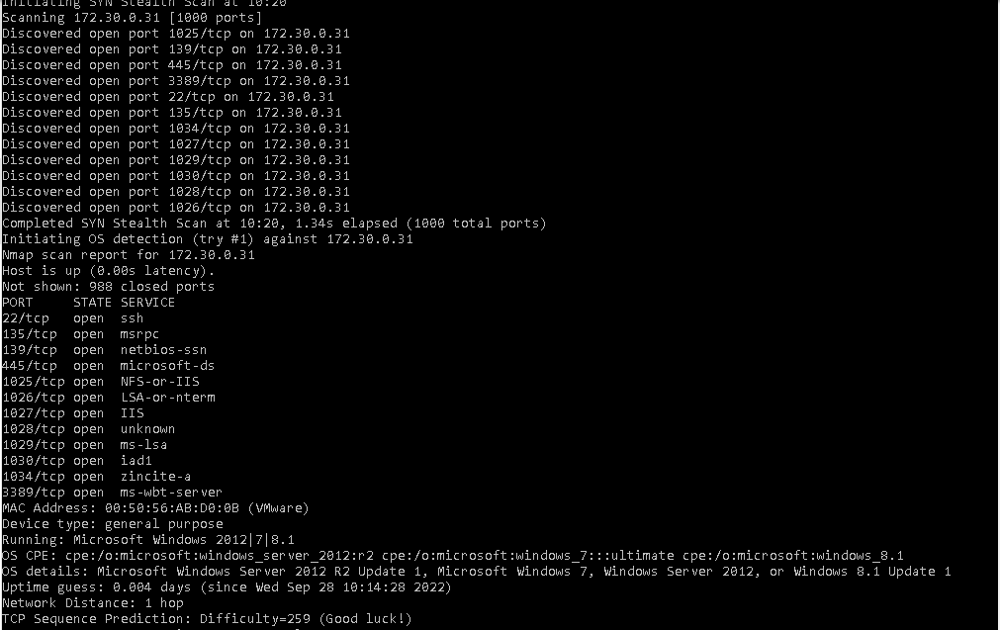 Initiating SYN Stealth Scan at 10:20
Scanning 172.30.0.31 [1000 ports]
Discovered open port 1025/tcp on 172.30.0.31
Discovered open port 139/tcp on 172.30.0.31
Discovered open port 445/tcp on 172.30.0.31
Discovered open port 3389/tcp on 172.30.0.31
Discovered open port 22/tcp on 172.30.0.31
Discovered open port 135/tcp on 172.30.0.31
Discovered open port 1034/tcp on 172.30.0.31
Discovered open port 1027/tcp on 172.30.0.31
Discovered open port 1029/tcp on 172.30.0.31
Discovered open port 1030/tcp on 172.30.0.31
Discovered open port 1028/tcp on 172.30.0.31
Discovered open port 1026/tcp on 172.30.0.31
Completed SYN Stealth Scan at 10:20, 1.34s elapsed (1000 total ports)
Initiating OS detection (try #1) against 172.30.0.31
Nmap scan report for 172.30.0.31
Host is up (0.00s latency).
Not shown: 988 closed ports
PORT     STATE SERVICE
22/tcp   open  ssh
135/tcp  open  msrpc
139/tcp  open  netbios-ssn
445/tcp  open  microsoft-ds
1025/tcp open  NFS-or-IIS
1026/tcp open  LSA-or-nterm
1027/tcp open  IIS
1028/tcp open  unknown
1029/tcp open  ms-lsa
1030/tcp open  iad1
1034/tcp open  zincite-a
3389/tcp open  ms-wbt-server
MAC Address: 00:50:56:AB:D0:0B (VMware)
Device type: general purpose
Running: Microsoft Windows 2012|7|8.1
OS CPE: cpe:/o:microsoft:windows_server_2012:r2 cpe:/o:microsoft:windows_7:::ultimate cpe:/o:microsoft:windows_8.1
OS details: Microsoft Windows Server 2012 R2 Update 1, Microsoft Windows 7, Windows Server 2012, or Windows 8.1 Update 1
Uptime guess: 0.004 days (since Wed Sep 28 10:14:28 2022)
Network Distance: 1 hop
TCP Sequence Prediction: Difficulty=259 (Good luck!)